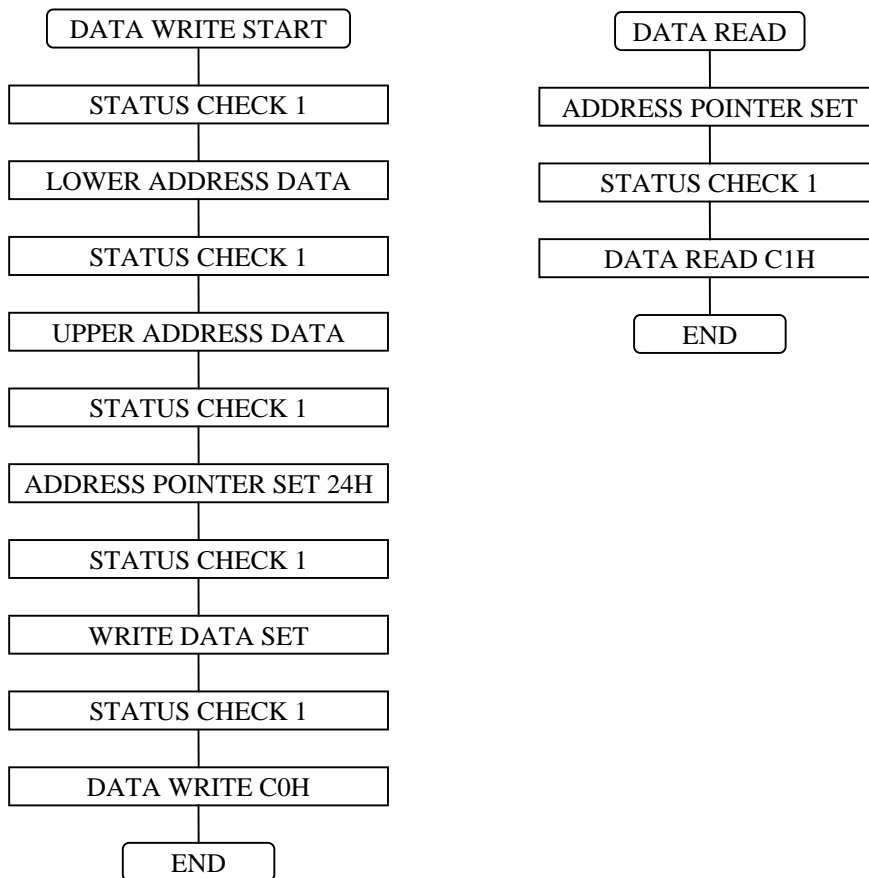 DATA WRITE START
STATUS CHECK 1
LOWER ADDRESS DATA
STATUS CHECK 1
UPPER ADDRESS DATA
STATUS CHECK 1
ADDRESS POINTER SET 24H
STATUS CHECK 1
WRITE DATA SET
STATUS CHECK 1
DATA WRITE C0H
END
DATA READ
ADDRESS POINTER SET
STATUS CHECK 1
DATA READ C1H
END